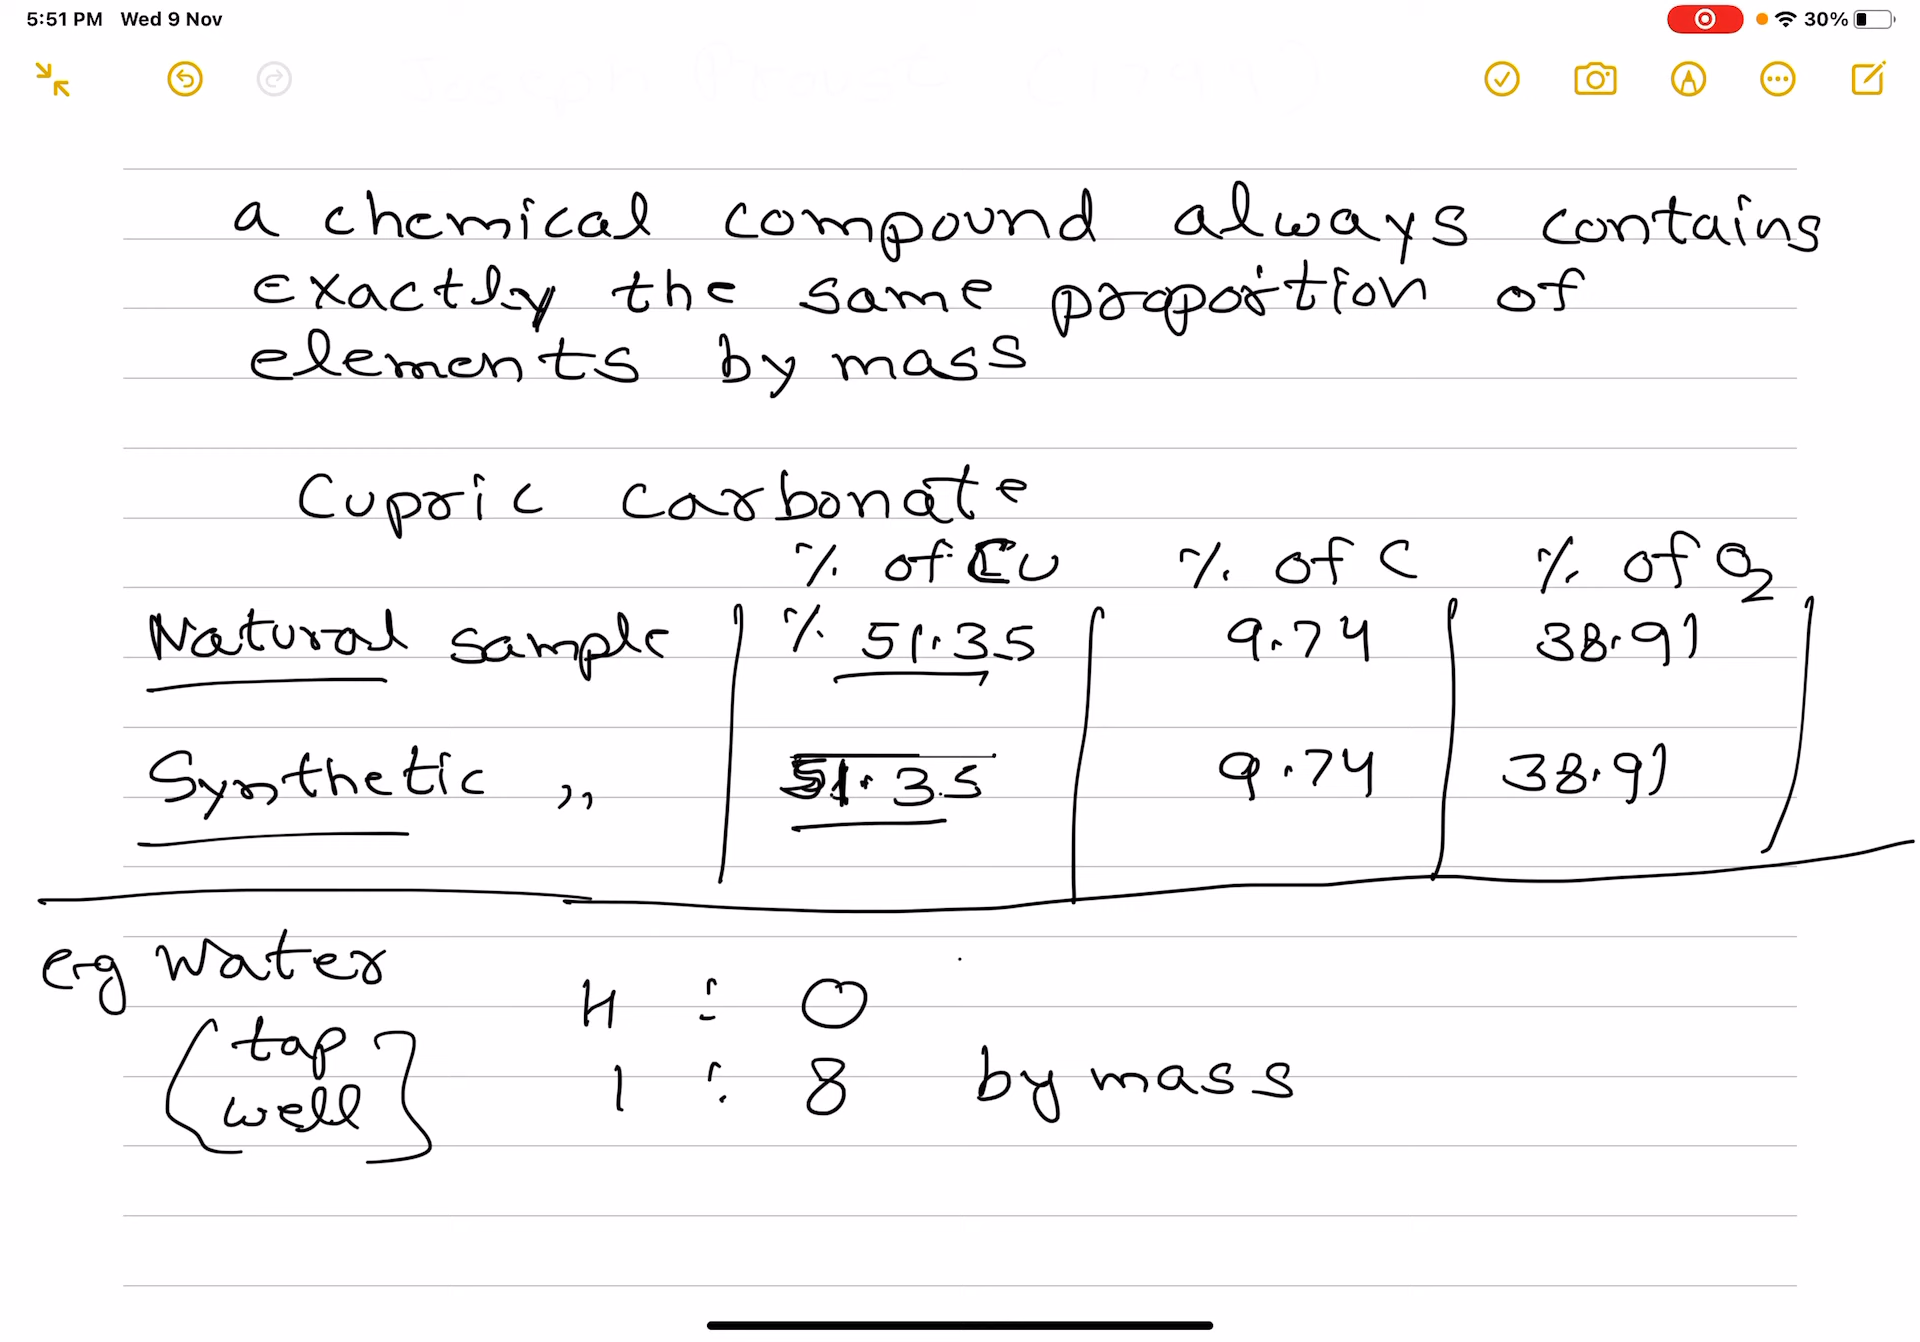 5:51 PM Wed 9 Nov
30%
a chemical compound always contains
exactly the same proportion of
elements by mass
Cupric carbonate
% of Cu % of C % of O2
Natural sample % 51.35 9.74 38.91
Synthetic ,, 51.35 9.74 38.91
e-g Water
H : O
(tap
1 : 8 by mass
well